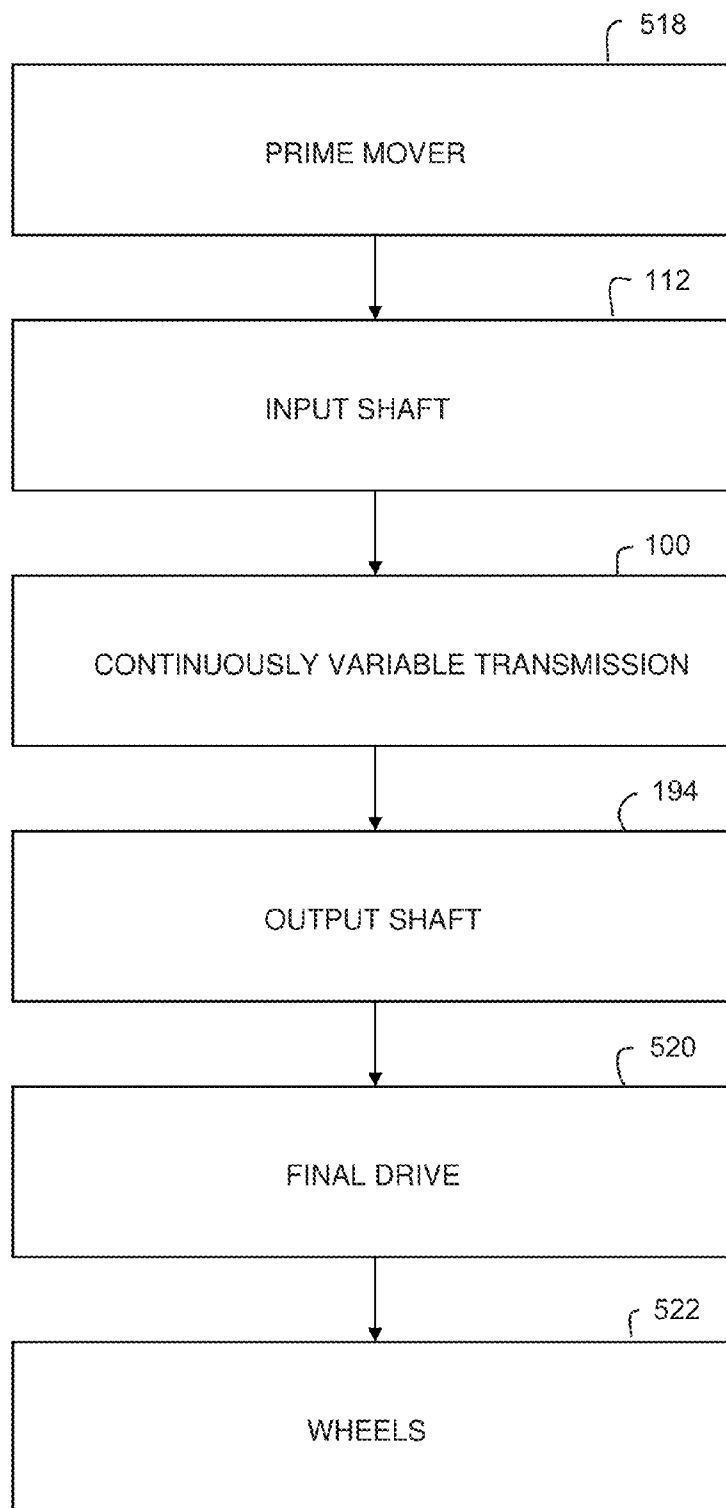 518
PRIME MOVER
112
INPUT SHAFT
100
CONTINUOUSLY VARIABLE TRANSMISSION
194
OUTPUT SHAFT
520
FINAL DRIVE
522
WHEELS